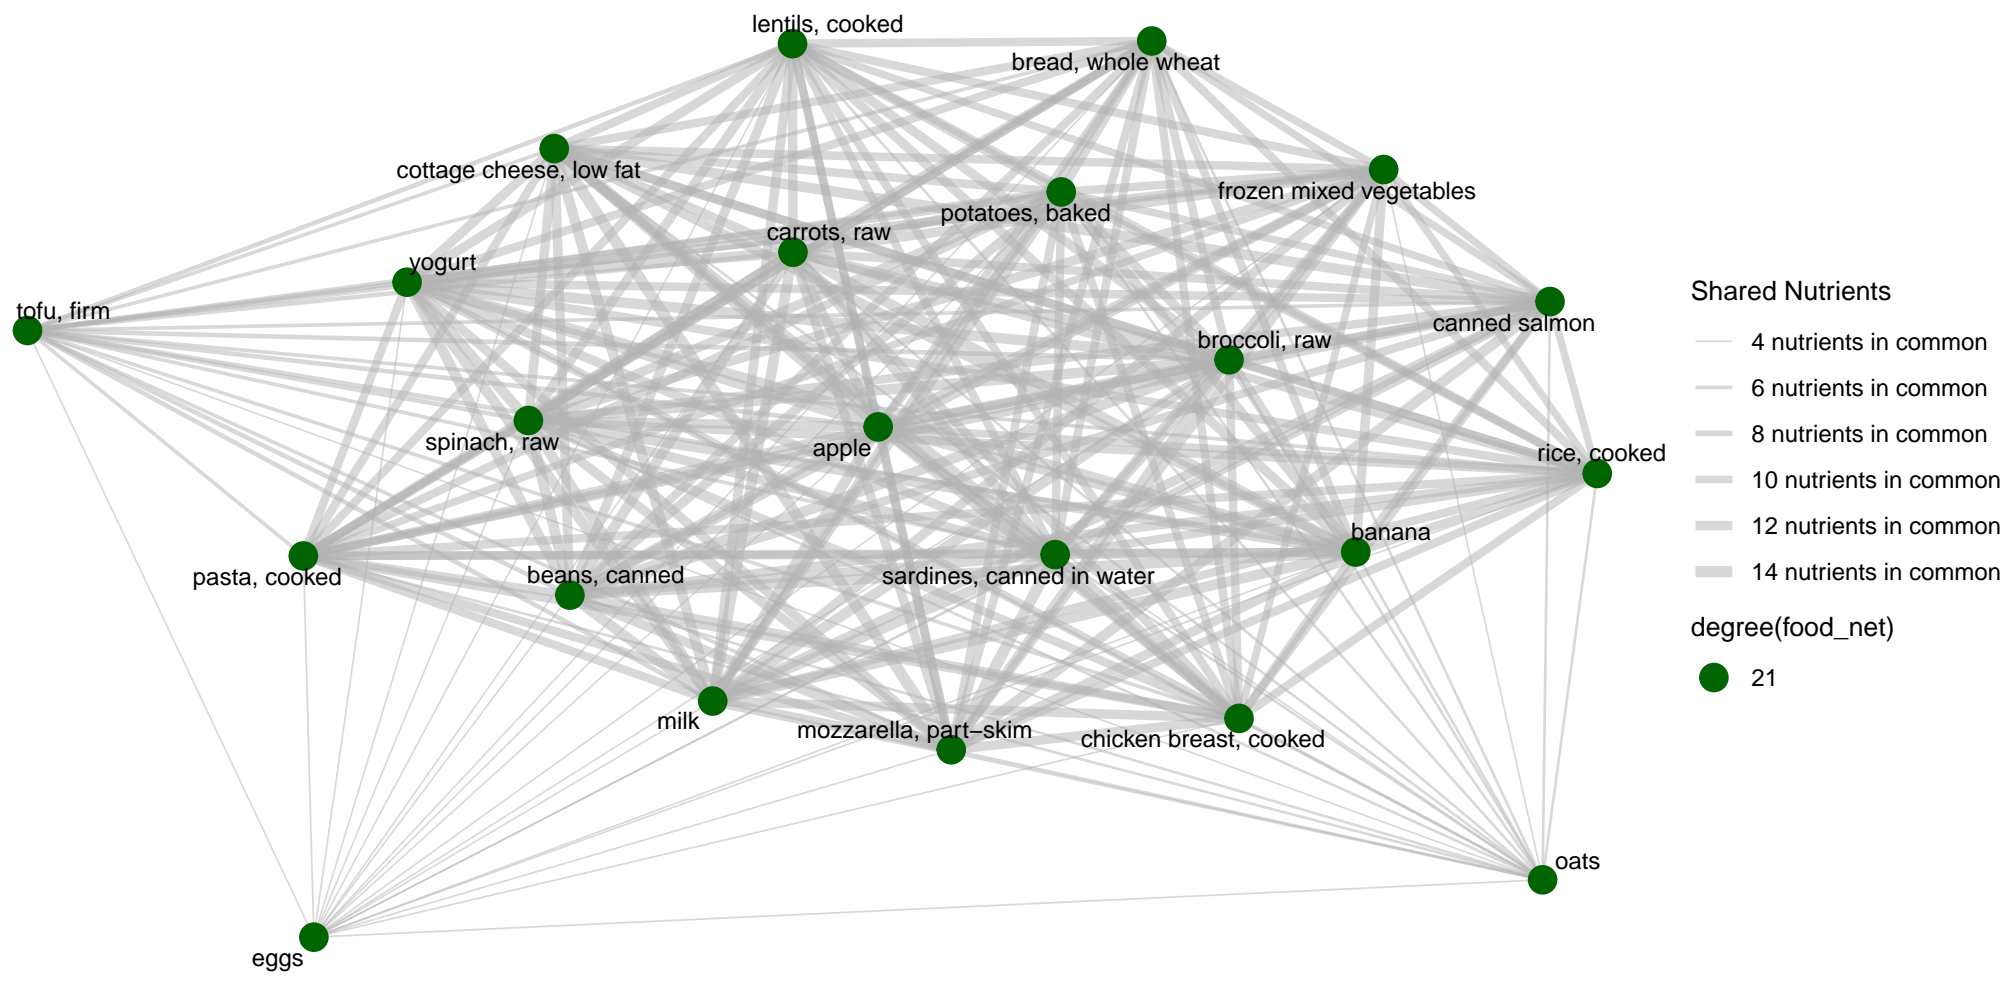 lentils, cooked
bread, whole wheat
cottage cheese, low fat
frozen mixed vegetables
potatoes, baked
carrots, raw
yogurt
tofu, firm
canned salmon
broccoli, raw
spinach, raw
apple
rice, cooked
banana
pasta, cooked
beans, canned
sardines, canned in water
milk
mozzarella, part−skim
chicken breast, cooked
oats
eggs
Shared Nutrients
4 nutrients in common
6 nutrients in common
8 nutrients in common
10 nutrients in common
12 nutrients in common
14 nutrients in common
degree(food_net)
21